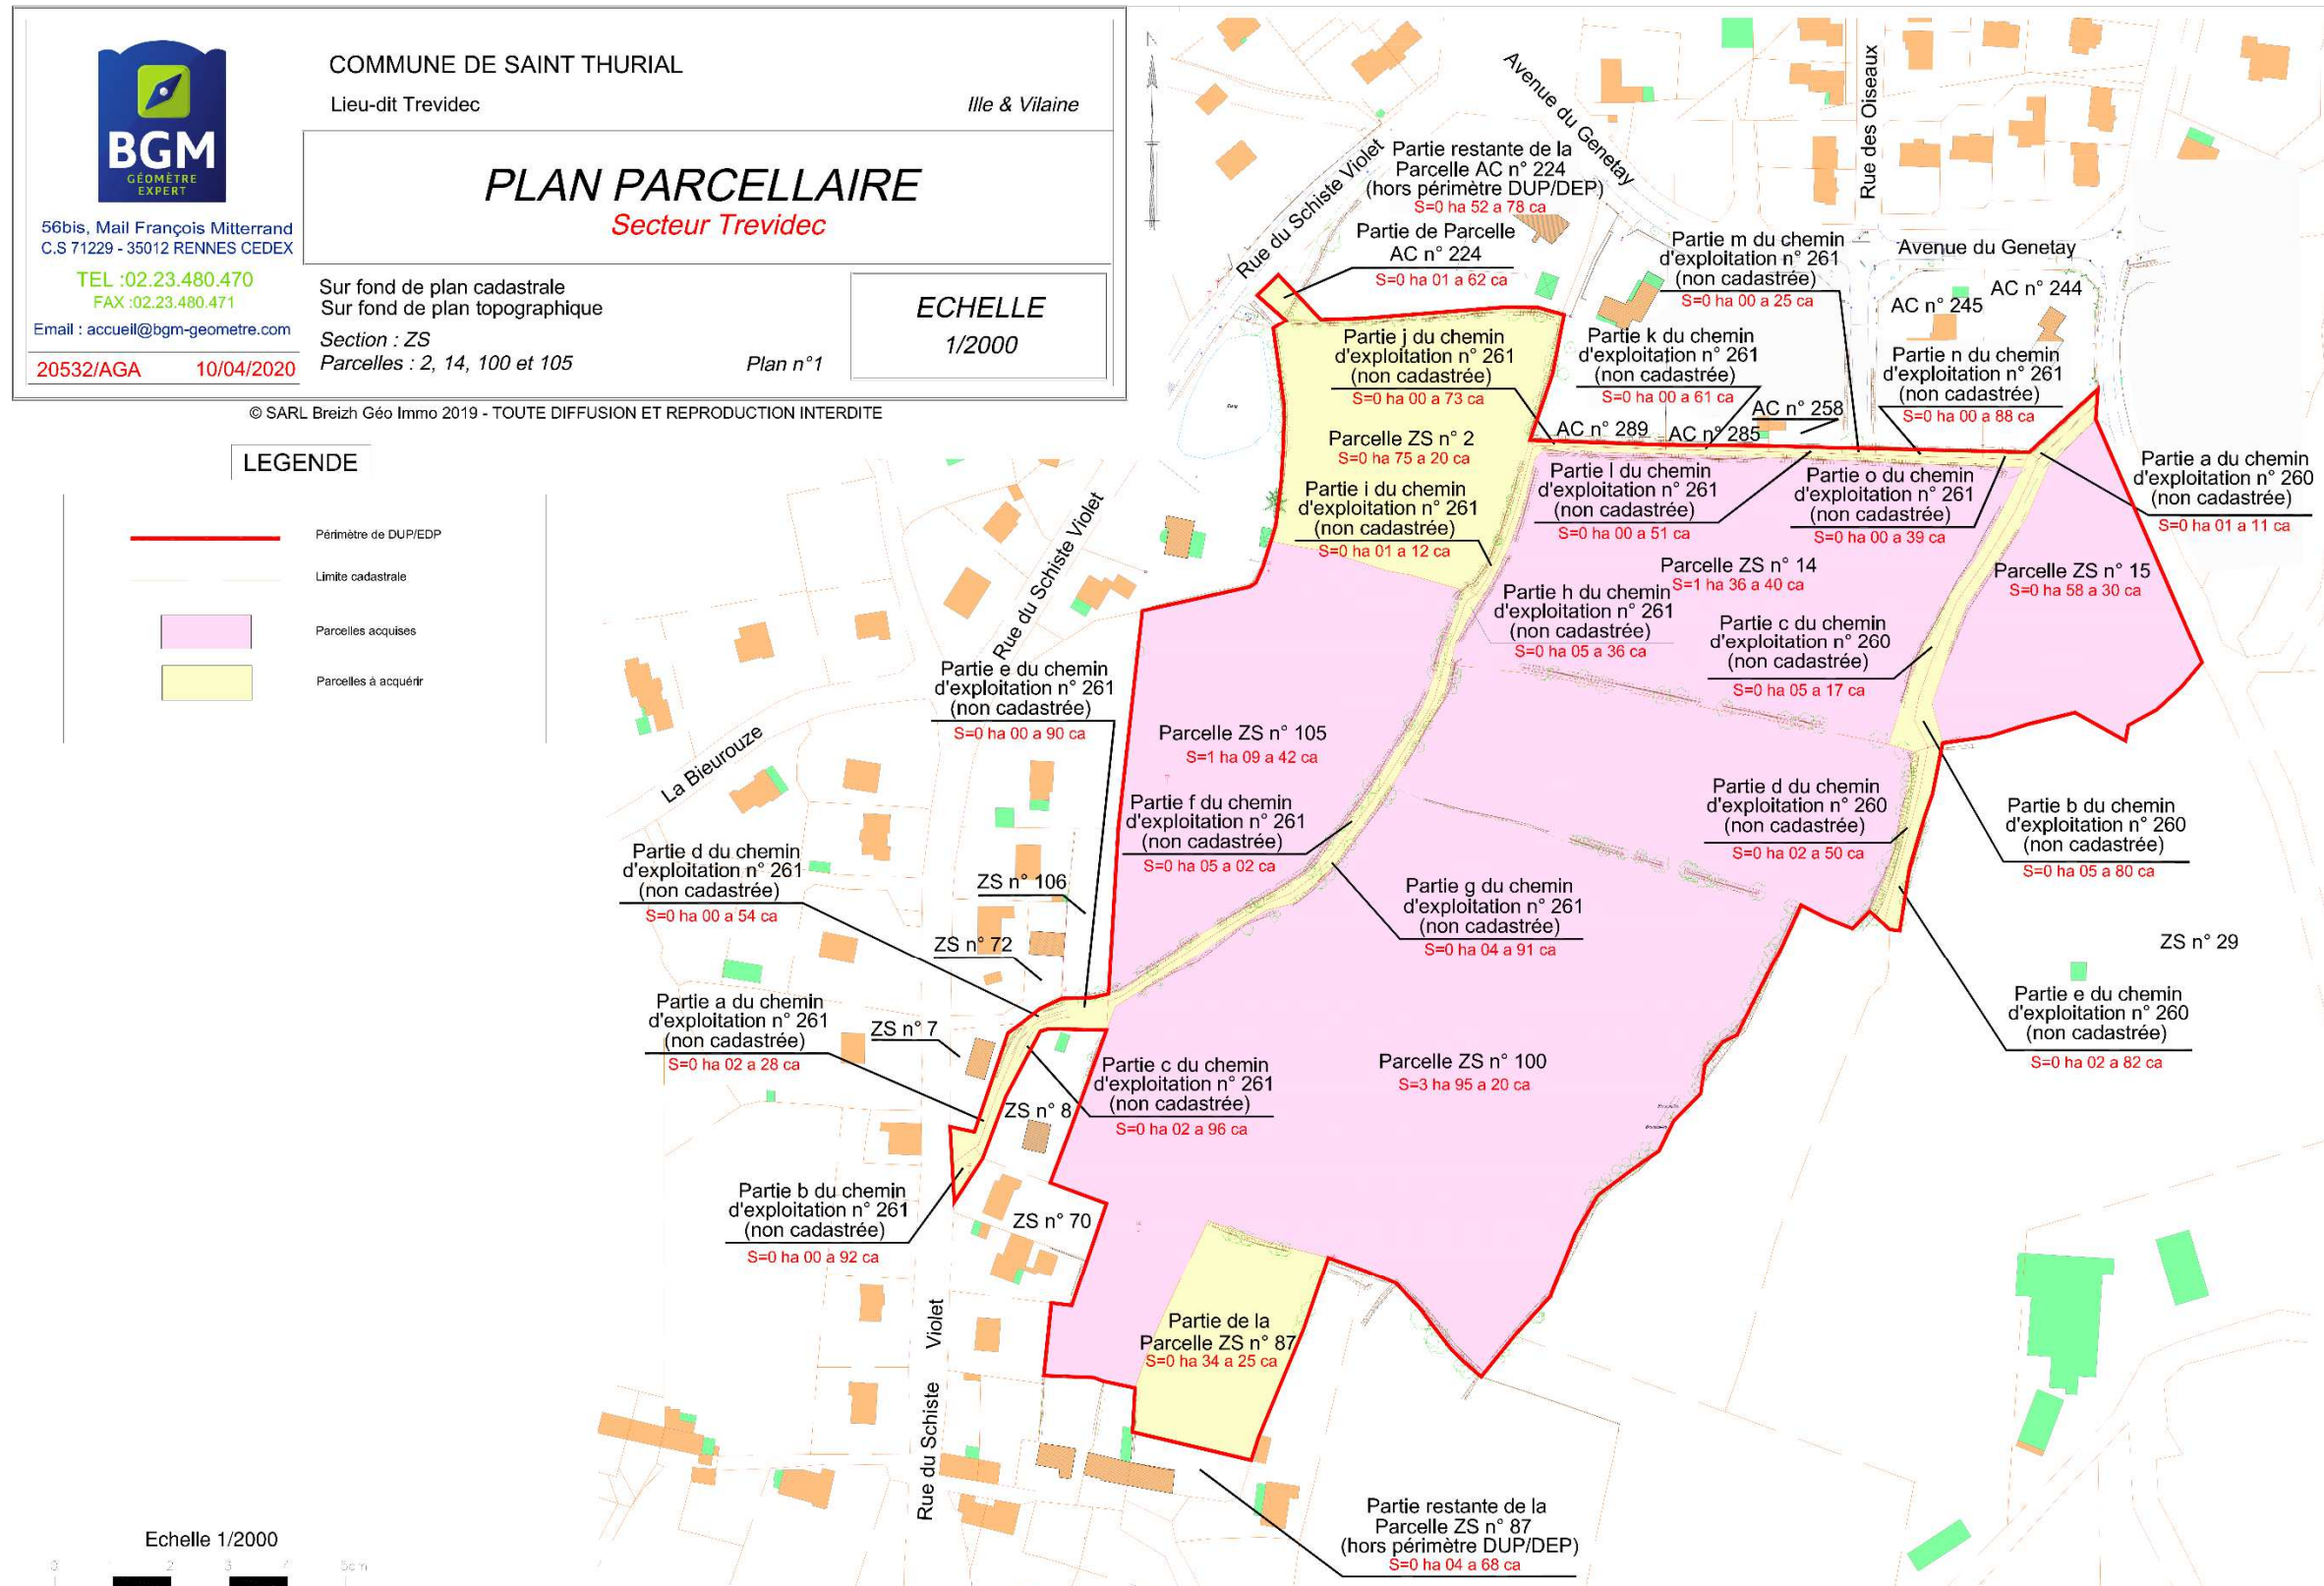 BGM
GÉOMÈTRE
EXPERT
56bis, Mail François Mitterrand
C.S 71229 - 35012 RENNES CEDEX
TEL :02.23.480.470
FAX :02.23.480.471
Email : accueil@bgm-geometre.com
20532/AGA 10/04/2020
COMMUNE DE SAINT THURIAL
Lieu-dit Trevidec Ille & Vilaine
PLAN PARCELLAIRE
Secteur Trevidec
Sur fond de plan cadastrale
Sur fond de plan topographique
Section : ZS
Parcelles : 2, 14, 100 et 105 Plan n°1
ECHELLE
1/2000
© SARL Breizh Géo Immo 2019 - TOUTE DIFFUSION ET REPRODUCTION INTERDITE
LEGENDE
Périmètre de DUP/EDP
Limite cadastrale
Parcelles acquises
Parcelles à acquérir
N
Avenue du Genetay
Rue des Oiseaux
Rue du Schiste Violet
Partie restante de la
Parcelle AC n° 224
(hors périmètre DUP/DEP)
S=0 ha 52 a 78 ca
Partie de Parcelle
AC n° 224
S=0 ha 01 a 62 ca
Partie m du chemin
d'exploitation n° 261
(non cadastrée)
S=0 ha 00 a 25 ca
Avenue du Genetay
AC n° 244
AC n° 245
Partie j du chemin
d'exploitation n° 261
(non cadastrée)
S=0 ha 00 a 73 ca
Partie k du chemin
d'exploitation n° 261
(non cadastrée)
S=0 ha 00 a 61 ca
Partie n du chemin
d'exploitation n° 261
(non cadastrée)
S=0 ha 00 a 88 ca
AC n° 258
AC n° 289
AC n° 285
Parcelle ZS n° 2
S=0 ha 75 a 20 ca
Partie i du chemin
d'exploitation n° 261
(non cadastrée)
S=0 ha 01 a 12 ca
Partie l du chemin
d'exploitation n° 261
(non cadastrée)
S=0 ha 00 a 51 ca
Partie o du chemin
d'exploitation n° 261
(non cadastrée)
S=0 ha 00 a 39 ca
Partie a du chemin
d'exploitation n° 260
(non cadastrée)
S=0 ha 01 a 11 ca
Parcelle ZS n° 14
S=1 ha 36 a 40 ca
Parcelle ZS n° 15
S=0 ha 58 a 30 ca
Partie h du chemin
d'exploitation n° 261
(non cadastrée)
S=0 ha 05 a 36 ca
Partie c du chemin
d'exploitation n° 260
(non cadastrée)
S=0 ha 05 a 17 ca
Rue du Schiste Violet
Partie e du chemin
d'exploitation n° 261
(non cadastrée)
S=0 ha 00 a 90 ca
La Bieurouze
Parcelle ZS n° 105
S=1 ha 09 a 42 ca
Partie f du chemin
d'exploitation n° 261
(non cadastrée)
S=0 ha 05 a 02 ca
Partie d du chemin
d'exploitation n° 260
(non cadastrée)
S=0 ha 02 a 50 ca
Partie b du chemin
d'exploitation n° 260
(non cadastrée)
S=0 ha 05 a 80 ca
Partie d du chemin
d'exploitation n° 261
(non cadastrée)
S=0 ha 00 a 54 ca
ZS n° 106
Partie g du chemin
d'exploitation n° 261
(non cadastrée)
S=0 ha 04 a 91 ca
ZS n° 72
ZS n° 29
Partie a du chemin
d'exploitation n° 261
(non cadastrée)
S=0 ha 02 a 28 ca
ZS n° 7
Partie e du chemin
d'exploitation n° 260
(non cadastrée)
S=0 ha 02 a 82 ca
Partie c du chemin
d'exploitation n° 261
(non cadastrée)
S=0 ha 02 a 96 ca
Parcelle ZS n° 100
S=3 ha 95 a 20 ca
ZS n° 8
Partie b du chemin
d'exploitation n° 261
(non cadastrée)
S=0 ha 00 a 92 ca
ZS n° 70
Partie de la
Parcelle ZS n° 87
S=0 ha 34 a 25 ca
Rue du Schiste Violet
Partie restante de la
Parcelle ZS n° 87
(hors périmètre DUP/DEP)
S=0 ha 04 a 68 ca
Echelle 1/2000